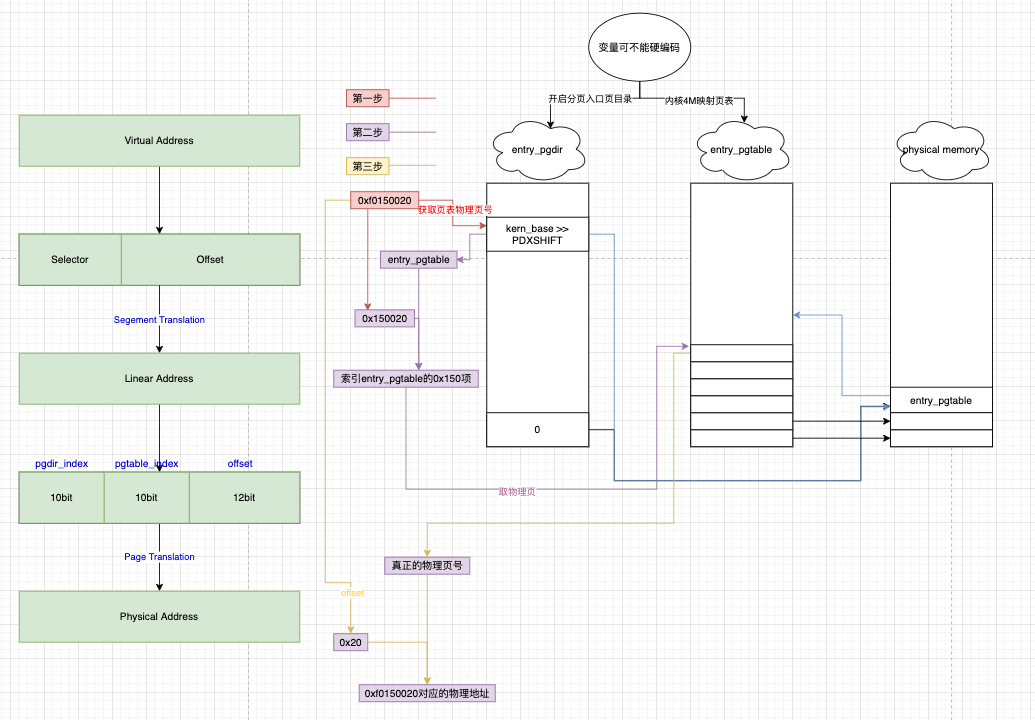 变量可不能硬编码
开启分页入口页目录
内核4M映射页表
第一步
第二步
第三步
entry_pgdir
entry_pgtable
physical memory
Virtual Address
Selector
Offset
Segement Translation
Linear Address
pgdir_index
pgtable_index
offset
10bit
10bit
12bit
Page Translation
Physical Address
0xf0150020
获取页表物理页号
kern_base >>
PDXSHIFT
entry_pgtable
0x150020
索引entry_pgtable的0x150项
0
entry_pgtable
取物理页
真正的物理页号
offset
0x20
0xf0150020对应的物理地址